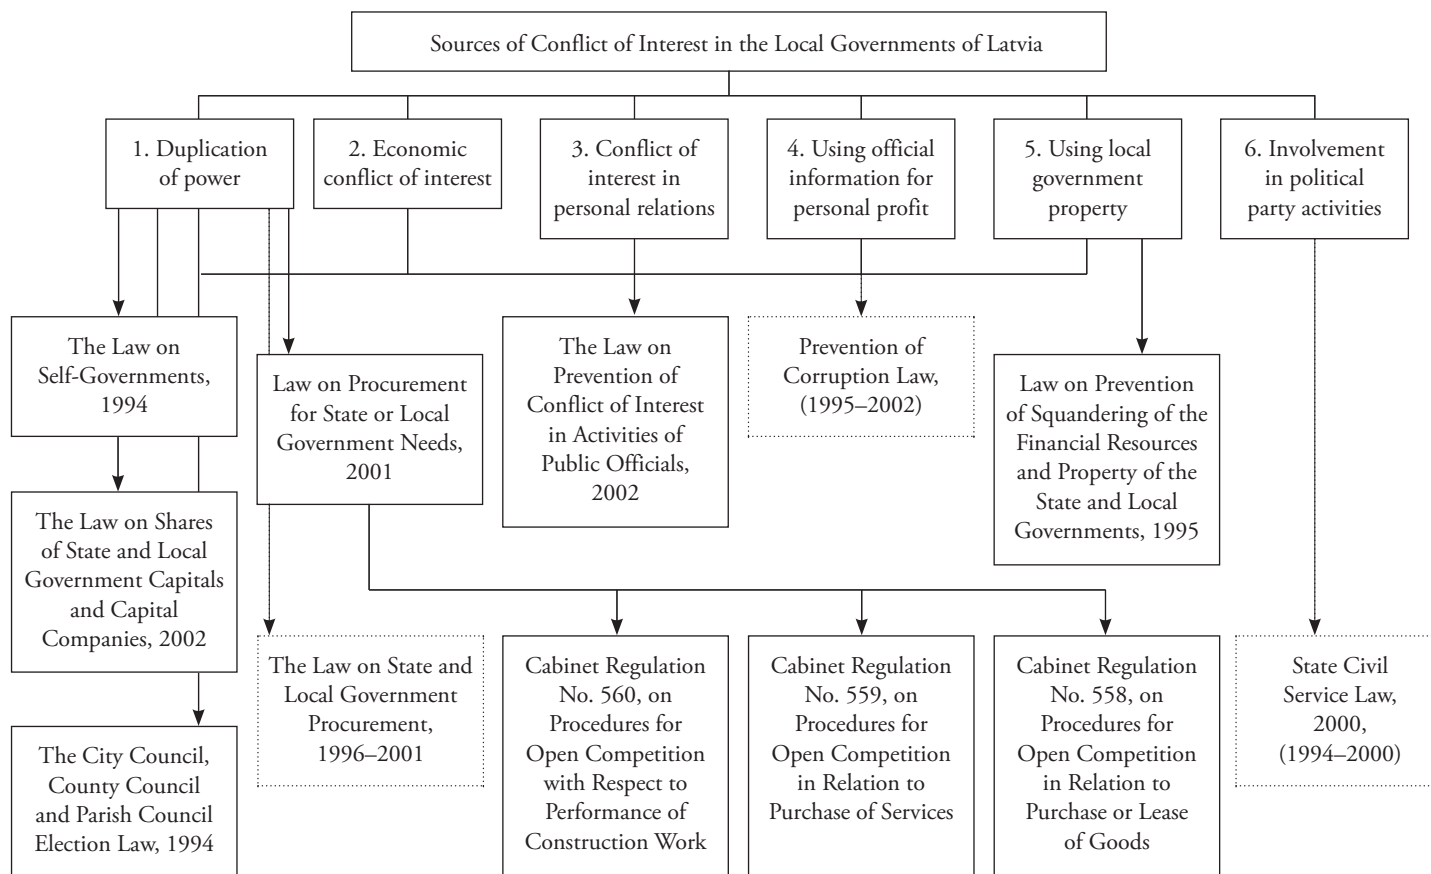 Sources of Conflict of Interest in the Local Governments of Latvia
1. Duplication
of power
2. Economic
conflict of interest
3. Conflict of
interest in
personal relations
4. Using official
information for
personal profit
5. Using local
government
property
6. Involvement
in political
party activities
The Law on
Self-Governments,
1994
Law on Procurement
for State or Local
Government Needs,
2001
The Law on
Prevention of
Conflict of Interest
in Activities of
Public Officials,
2002
Prevention of
Corruption Law,
(1995–2002)
Law on Prevention
of Squandering of the
Financial Resources
and Property of the
State and Local
Governments, 1995
The Law on Shares
of State and Local
Government Capitals
and Capital
Companies, 2002
The Law on State and
Local Government
Procurement,
1996–2001
Cabinet Regulation
No. 560, on
Procedures for
Open Competition
with Respect to
Performance of
Construction Work
Cabinet Regulation
No. 559, on
Procedures for
Open Competition
in Relation to
Purchase of Services
Cabinet Regulation
No. 558, on
Procedures for
Open Competition
in Relation to
Purchase or Lease
of Goods
State Civil
Service Law,
2000,
(1994–2000)
The City Council,
County Council
and Parish Council
Election Law, 1994